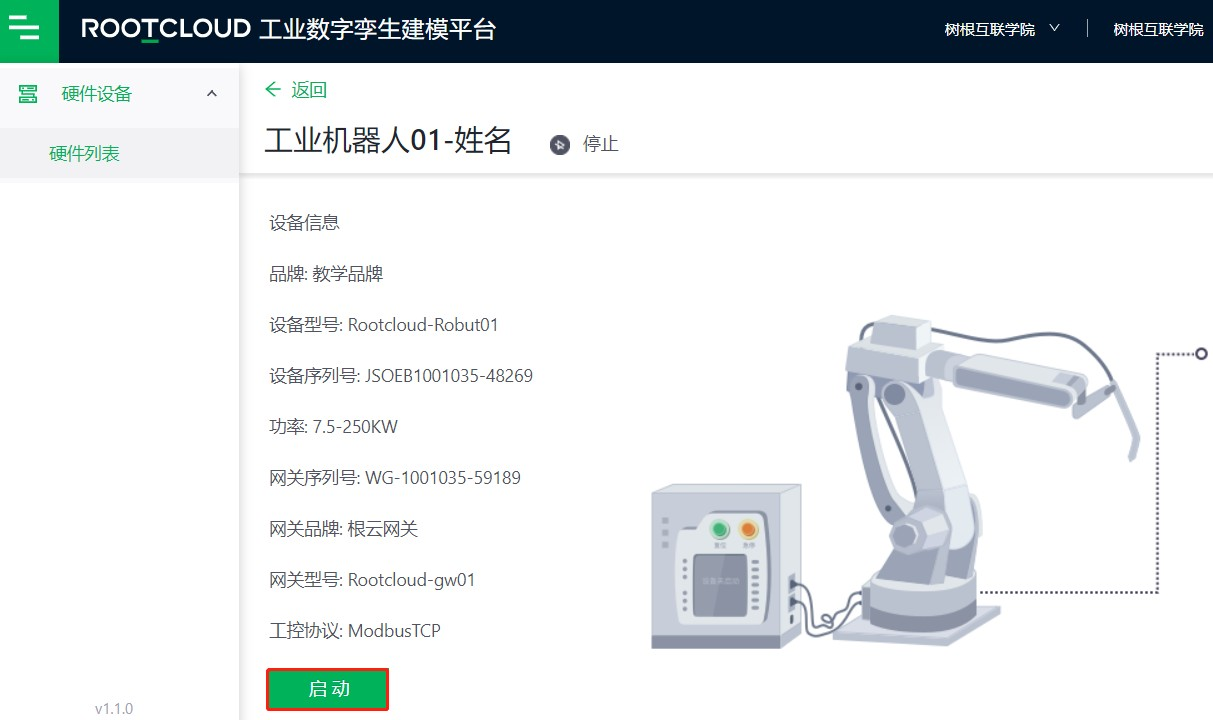 ROOTCLOUD 工业数字孪生建模平台
树根互联学院
树根互联学院
硬件设备
硬件列表
返回
工业机器人01-姓名
停止
设备信息
品牌: 教学品牌
设备型号: Rootcloud-Robut01
设备序列号: JSOEB1001035-48269
功率: 7.5-250KW
网关序列号: WG-1001035-59189
网关品牌: 根云网关
网关型号: Rootcloud-gw01
工控协议: ModbusTCP
启动
v1.1.0